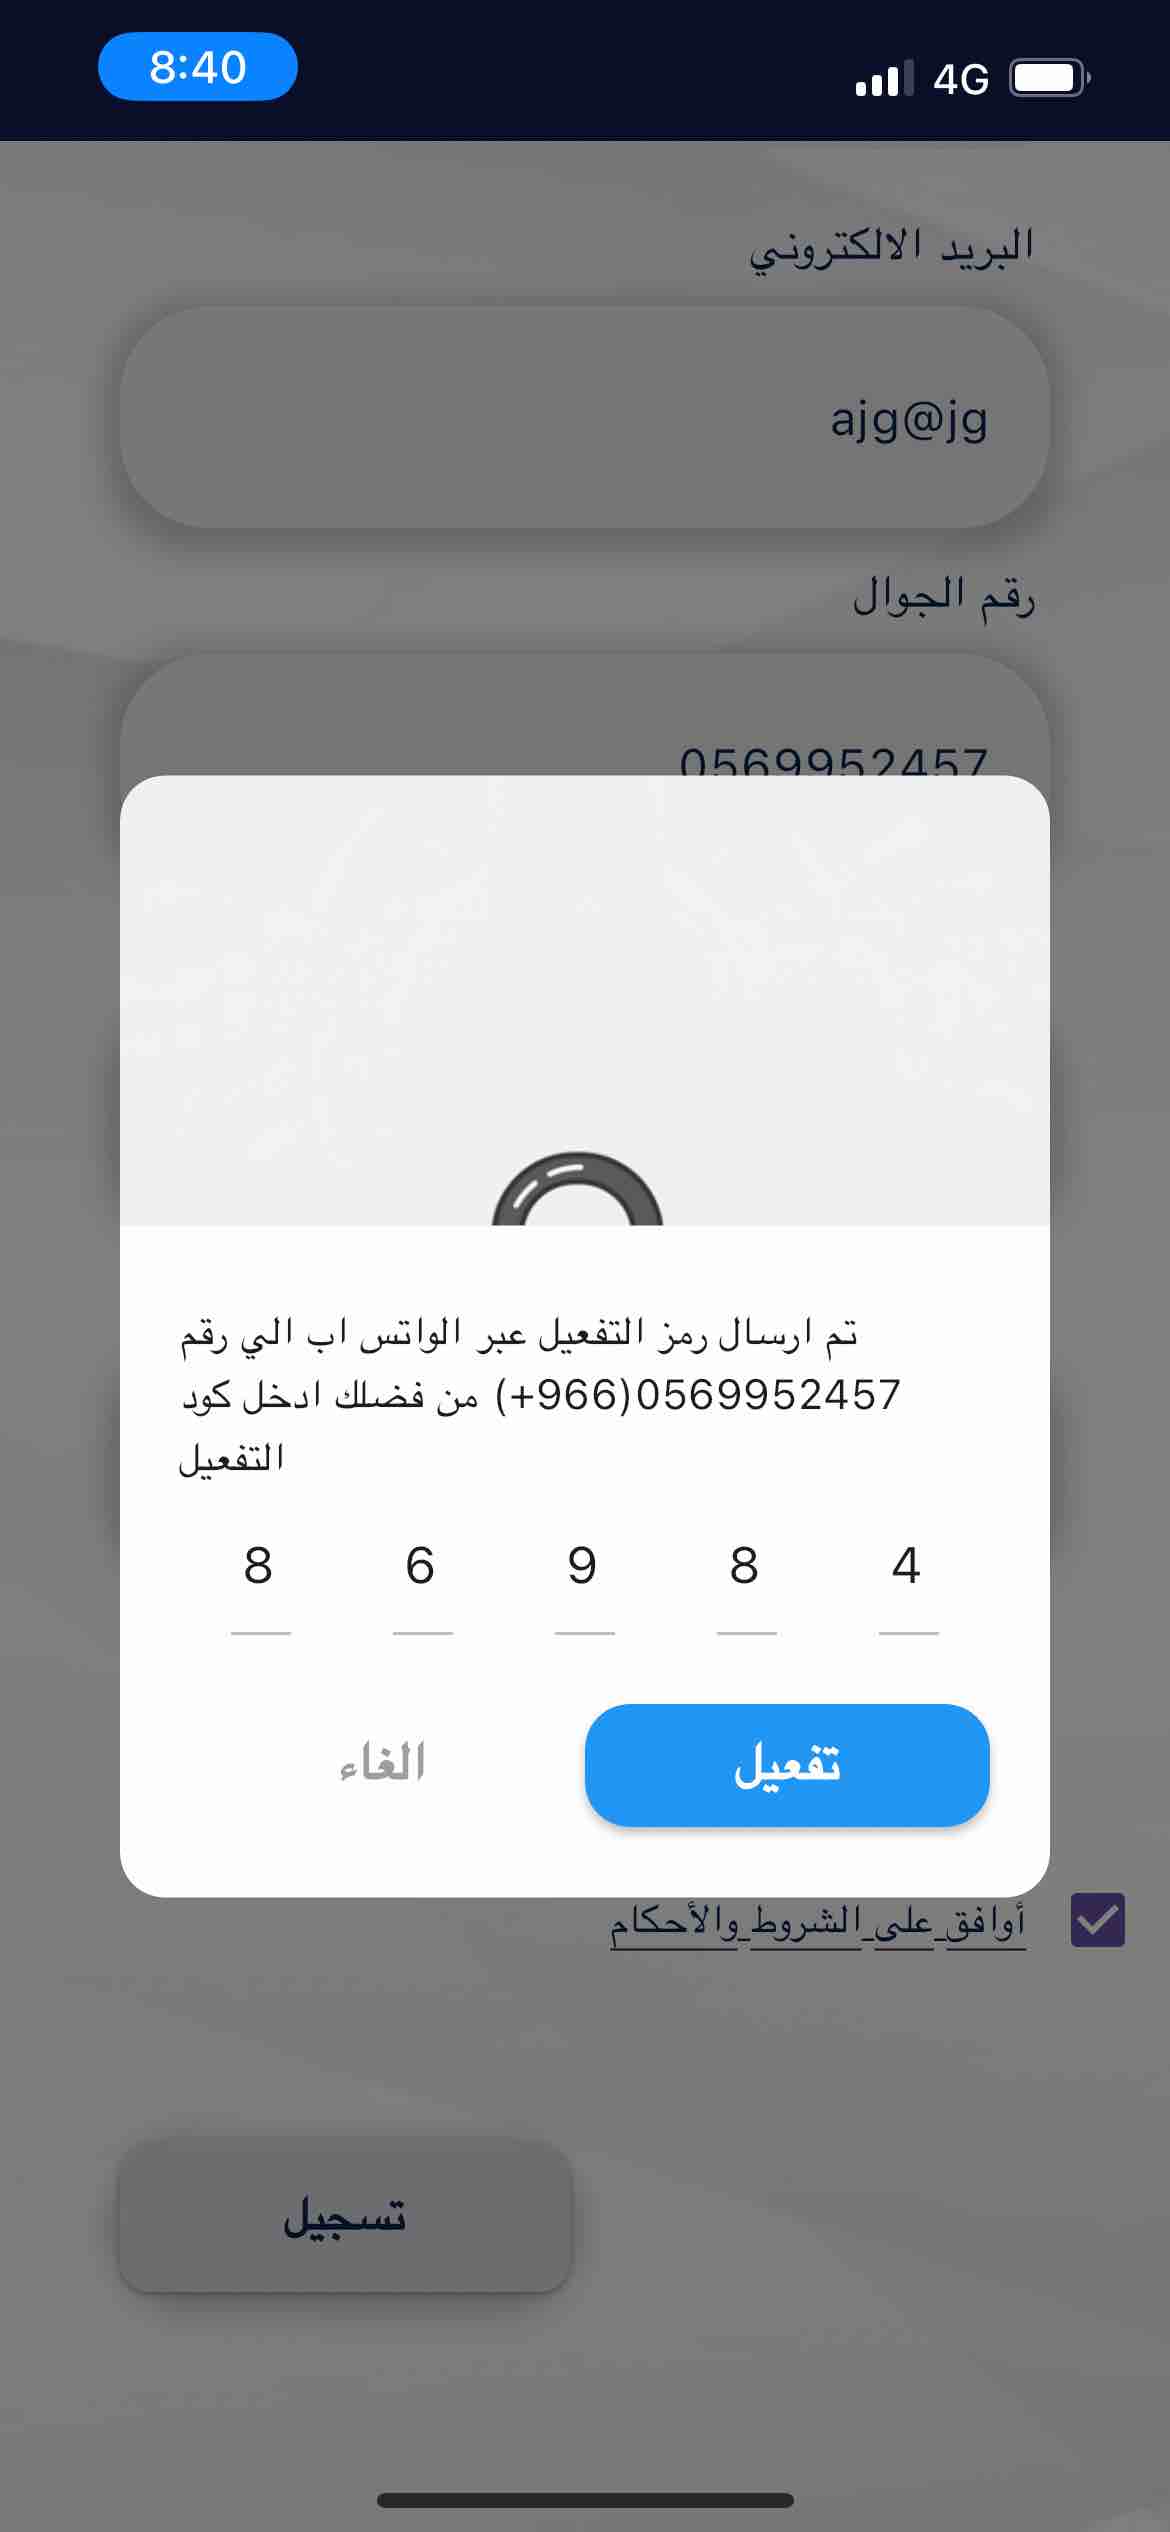 8:40
4G
البريد الالكتروني
ajg@jg
رقم الجوال
0569952457
تم ارسال رمز التفعيل عبر الواتس اب الي رقم
0569952457(966+) من فضلك ادخل كود
التفعيل
8 6 9 8 4
تفعيل
الغاء
أوافق_على_الشروط_والأحكام
تسجيل